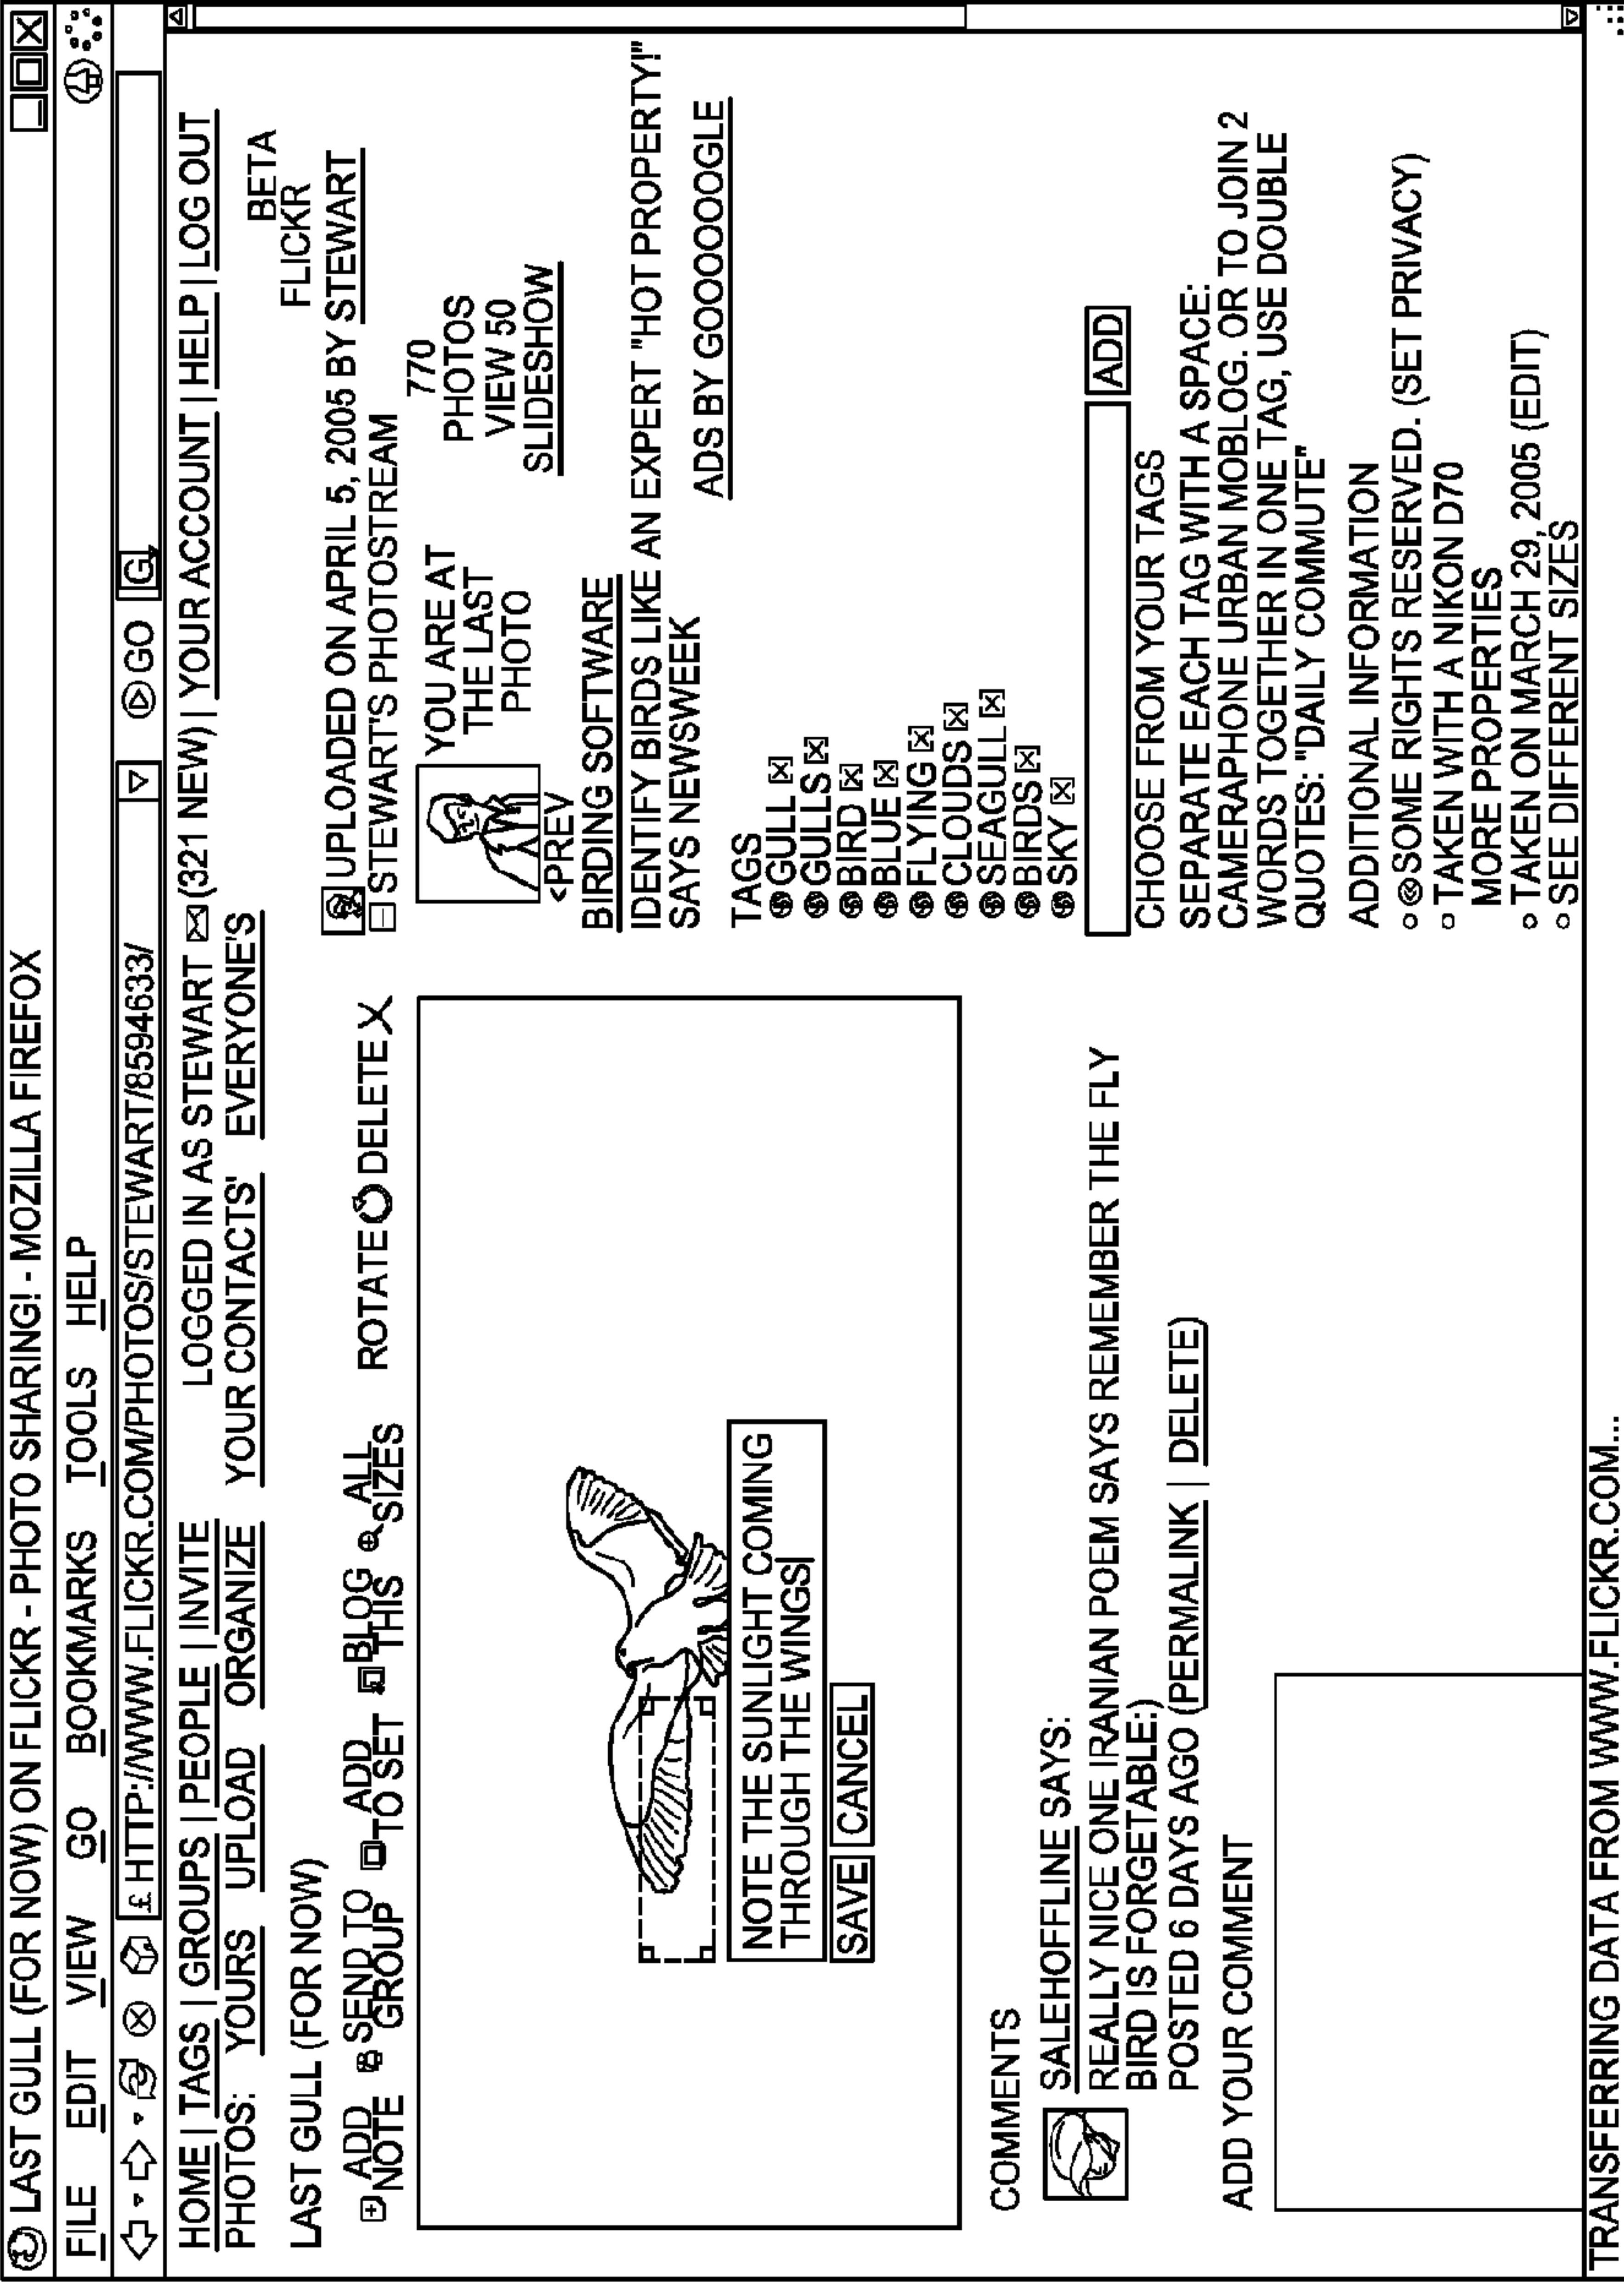 LAST GULL (FOR NOW) ON FLICKR - PHOTO SHARING! - MOZILLA FIREFOX
FILE EDIT VIEW GO BOOKMARKS TOOLS HELP
HTTP://WWW.FLICKR.COM/PHOTOS/STEWART/8594633/ GO G
HOME | TAGS | GROUPS | PEOPLE | INVITE LOGGED IN AS STEWART (321 NEW) | YOUR ACCOUNT | HELP | LOG OUT
PHOTOS: YOURS UPLOAD ORGANIZE YOUR CONTACTS' EVERYONE'S
BETA
FLICKR
LAST GULL (FOR NOW)
ADD SEND TO ADD BLOG ALL
NOTE GROUP TO SET THIS SIZES
ROTATE DELETE
NOTE THE SUNLIGHT COMING
THROUGH THE WINGS
SAVE CANCEL
COMMENTS
SALEHOFFLINE SAYS:
REALLY NICE ONE IRANIAN POEM SAYS REMEMBER THE FLY
BIRD IS FORGETABLE:)
POSTED 6 DAYS AGO (PERMALINK | DELETE)
ADD YOUR COMMENT
UPLOADED ON APRIL 5, 2005 BY STEWART
STEWART'S PHOTOSTREAM
770
PHOTOS
VIEW 50
SLIDESHOW
YOU ARE AT
THE LAST
PHOTO
<PREV
BIRDING SOFTWARE
IDENTIFY BIRDS LIKE AN EXPERT "HOT PROPERTY!"
SAYS NEWSWEEK
ADS BY GOOOOOOGLE
TAGS
GULL
GULLS
BIRD
BLUE
FLYING
CLOUDS
SEAGULL
BIRDS
SKY
ADD
CHOOSE FROM YOUR TAGS
SEPARATE EACH TAG WITH A SPACE:
CAMERAPHONE URBAN MOBLOG. OR TO JOIN 2
WORDS TOGETHER IN ONE TAG, USE DOUBLE
QUOTES: "DAILY COMMUTE"
ADDITIONAL INFORMATION
SOME RIGHTS RESERVED. (SET PRIVACY)
TAKEN WITH A NIKON D70
MORE PROPERTIES
TAKEN ON MARCH 29, 2005 (EDIT)
SEE DIFFERENT SIZES
TRANSFERRING DATA FROM WWW.FLICKR.COM...